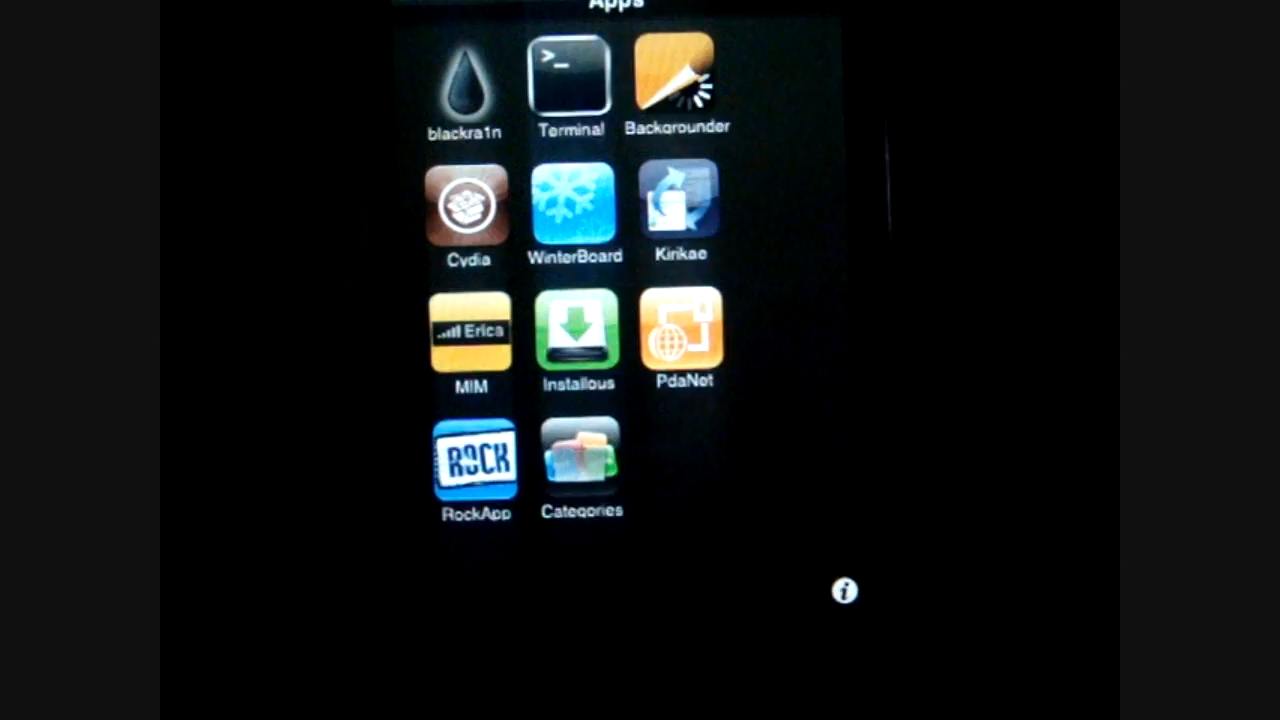 Apps
blackra1n
Terminal
Backgrounder
>_
Cydia
WinterBoard
Kirikae
Erica
MIM
Installous
PdaNet
ROCK
RockApp
Categories
i